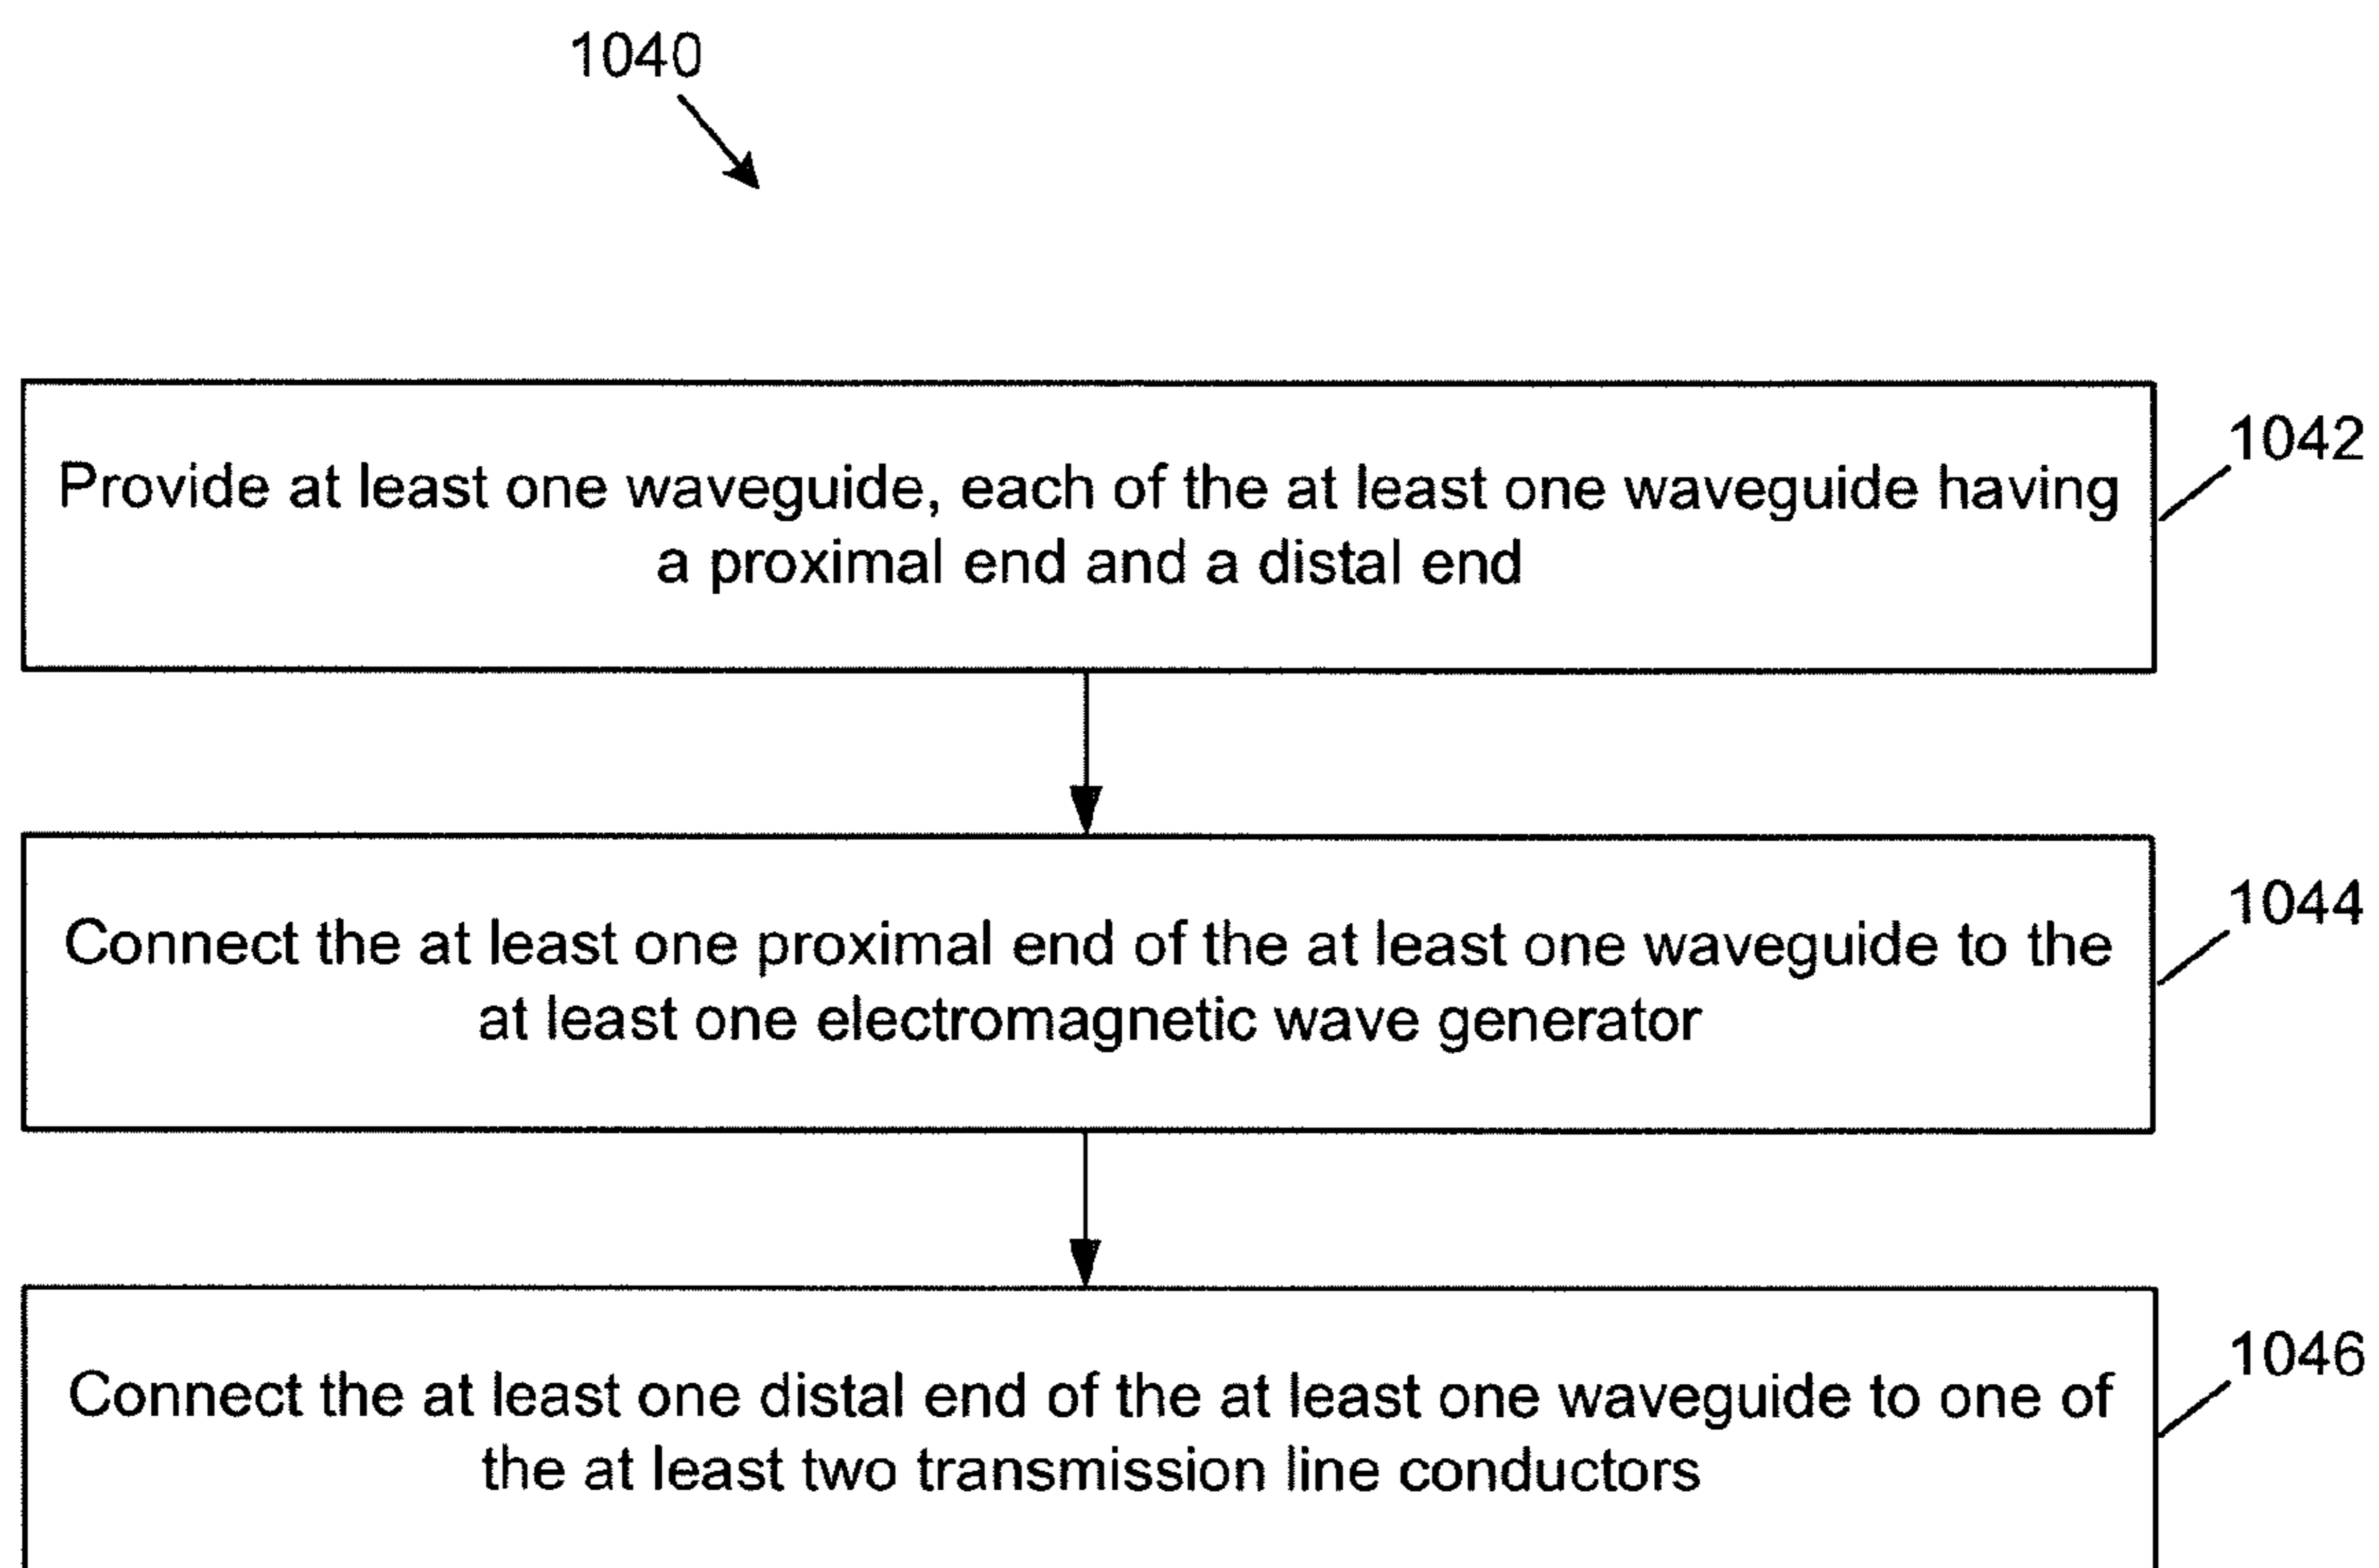 1040
Provide at least one waveguide, each of the at least one waveguide having
a proximal end and a distal end
1042
Connect the at least one proximal end of the at least one waveguide to the
at least one electromagnetic wave generator
1044
Connect the at least one distal end of the at least one waveguide to one of
the at least two transmission line conductors
1046